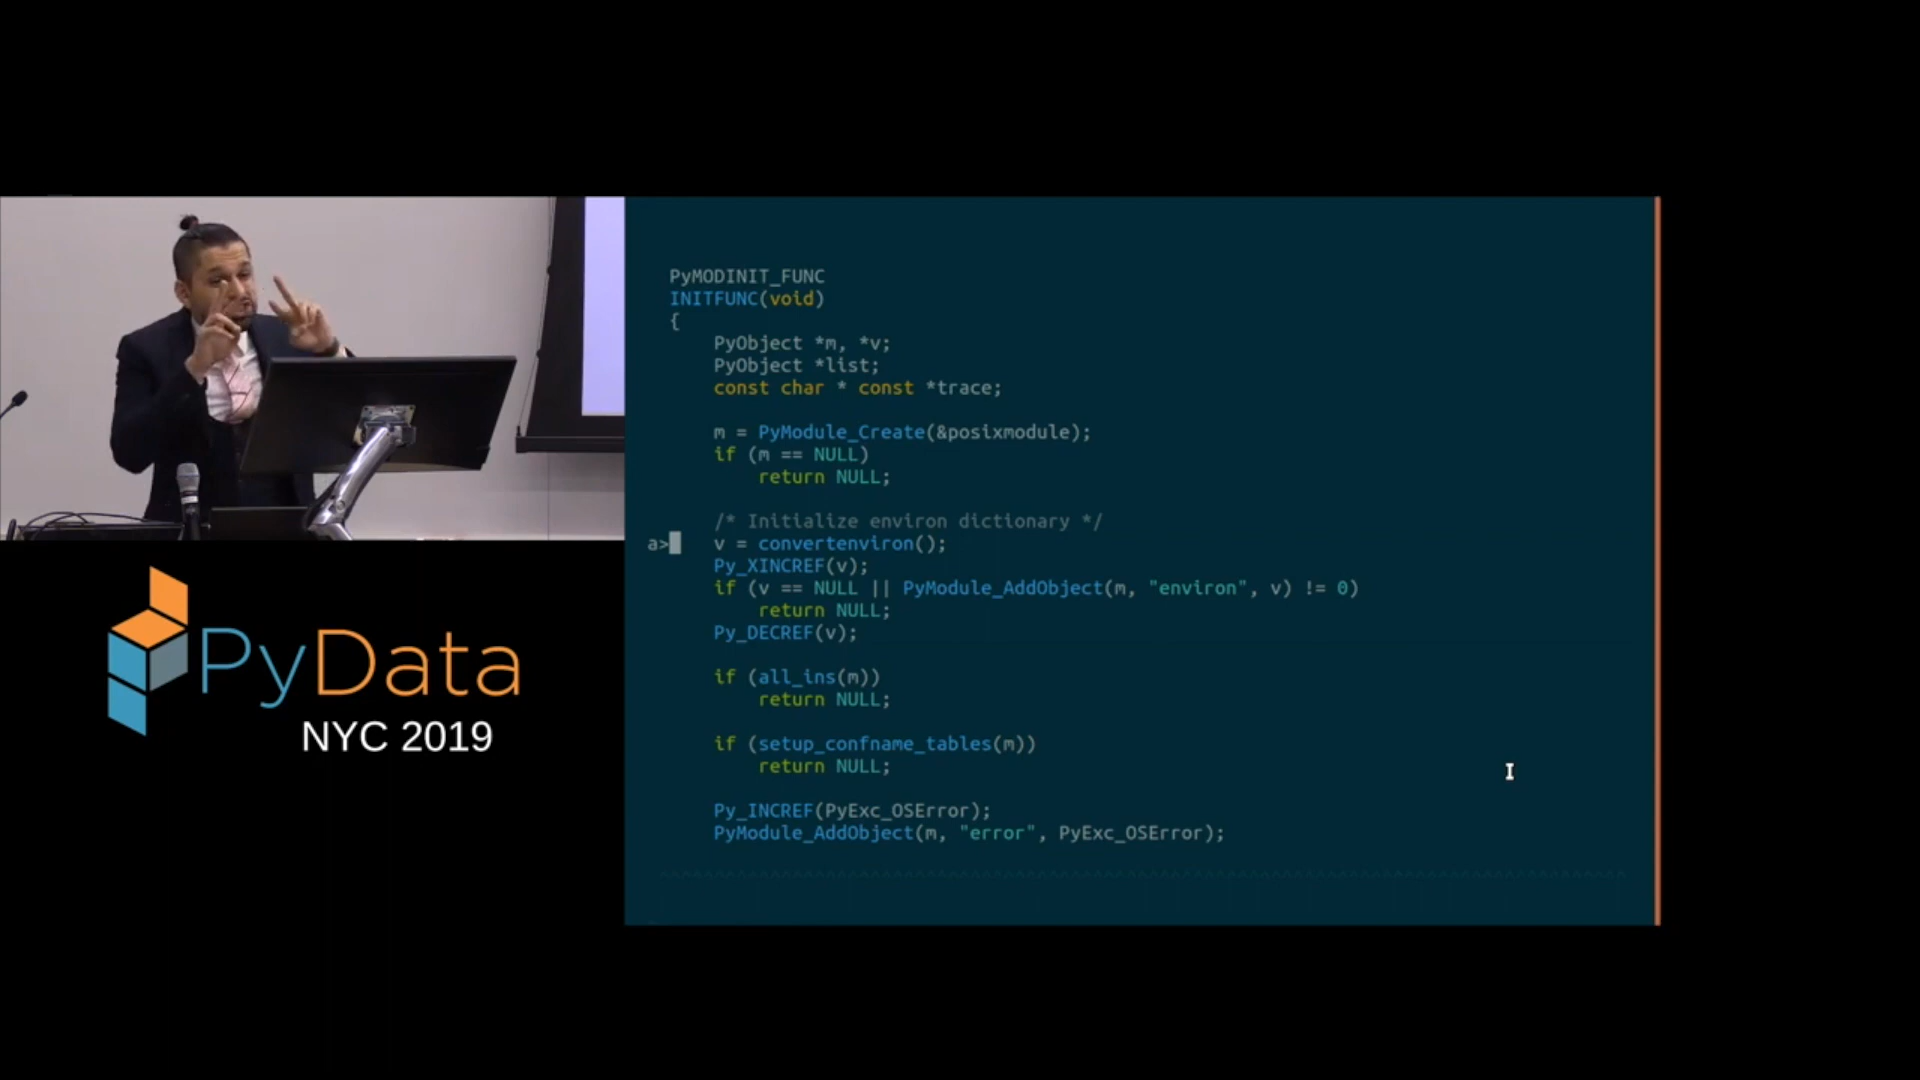 PyData
NYC 2019
PyMODINIT_FUNC
INITFUNC(void)
{
    PyObject *m, *v;
    PyObject *list;
    const char * const *trace;

    m = PyModule_Create(&posixmodule);
    if (m == NULL)
        return NULL;

    /* Initialize environ dictionary */
a>  v = convertenviron();
    Py_XINCREF(v);
    if (v == NULL || PyModule_AddObject(m, "environ", v) != 0)
        return NULL;
    Py_DECREF(v);

    if (all_ins(m))
        return NULL;

    if (setup_confname_tables(m))
        return NULL;

    Py_INCREF(PyExc_OSError);
    PyModule_AddObject(m, "error", PyExc_OSError);